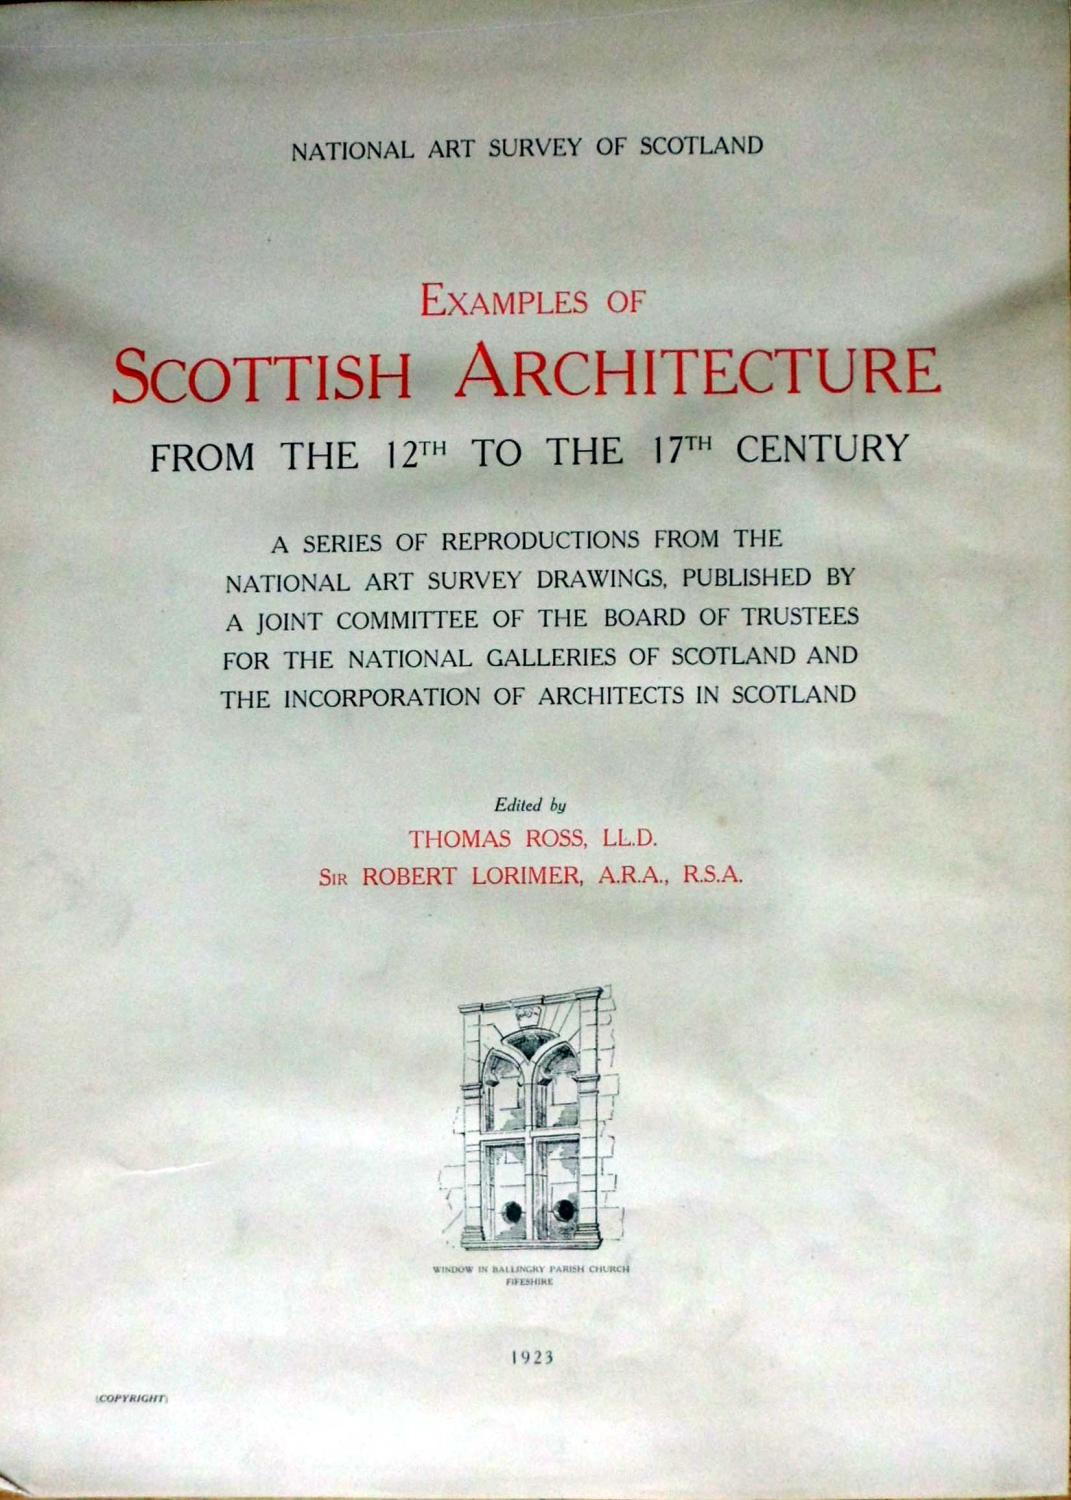 NATIONAL ART SURVEY OF SCOTLAND
EXAMPLES OF
SCOTTISH ARCHITECTURE
FROM THE 12TH TO THE 17TH CENTURY
A SERIES OF REPRODUCTIONS FROM THE
NATIONAL ART SURVEY DRAWINGS, PUBLISHED BY
A JOINT COMMITTEE OF THE BOARD OF TRUSTEES
FOR THE NATIONAL GALLERIES OF SCOTLAND AND
THE INCORPORATION OF ARCHITECTS IN SCOTLAND
Edited by
THOMAS ROSS, LL.D.
SIR ROBERT LORIMER, A.R.A., R.S.A.
WINDOW IN BALLINGRY PARISH CHURCH
FIFESHIRE
1923
(COPYRIGHT)